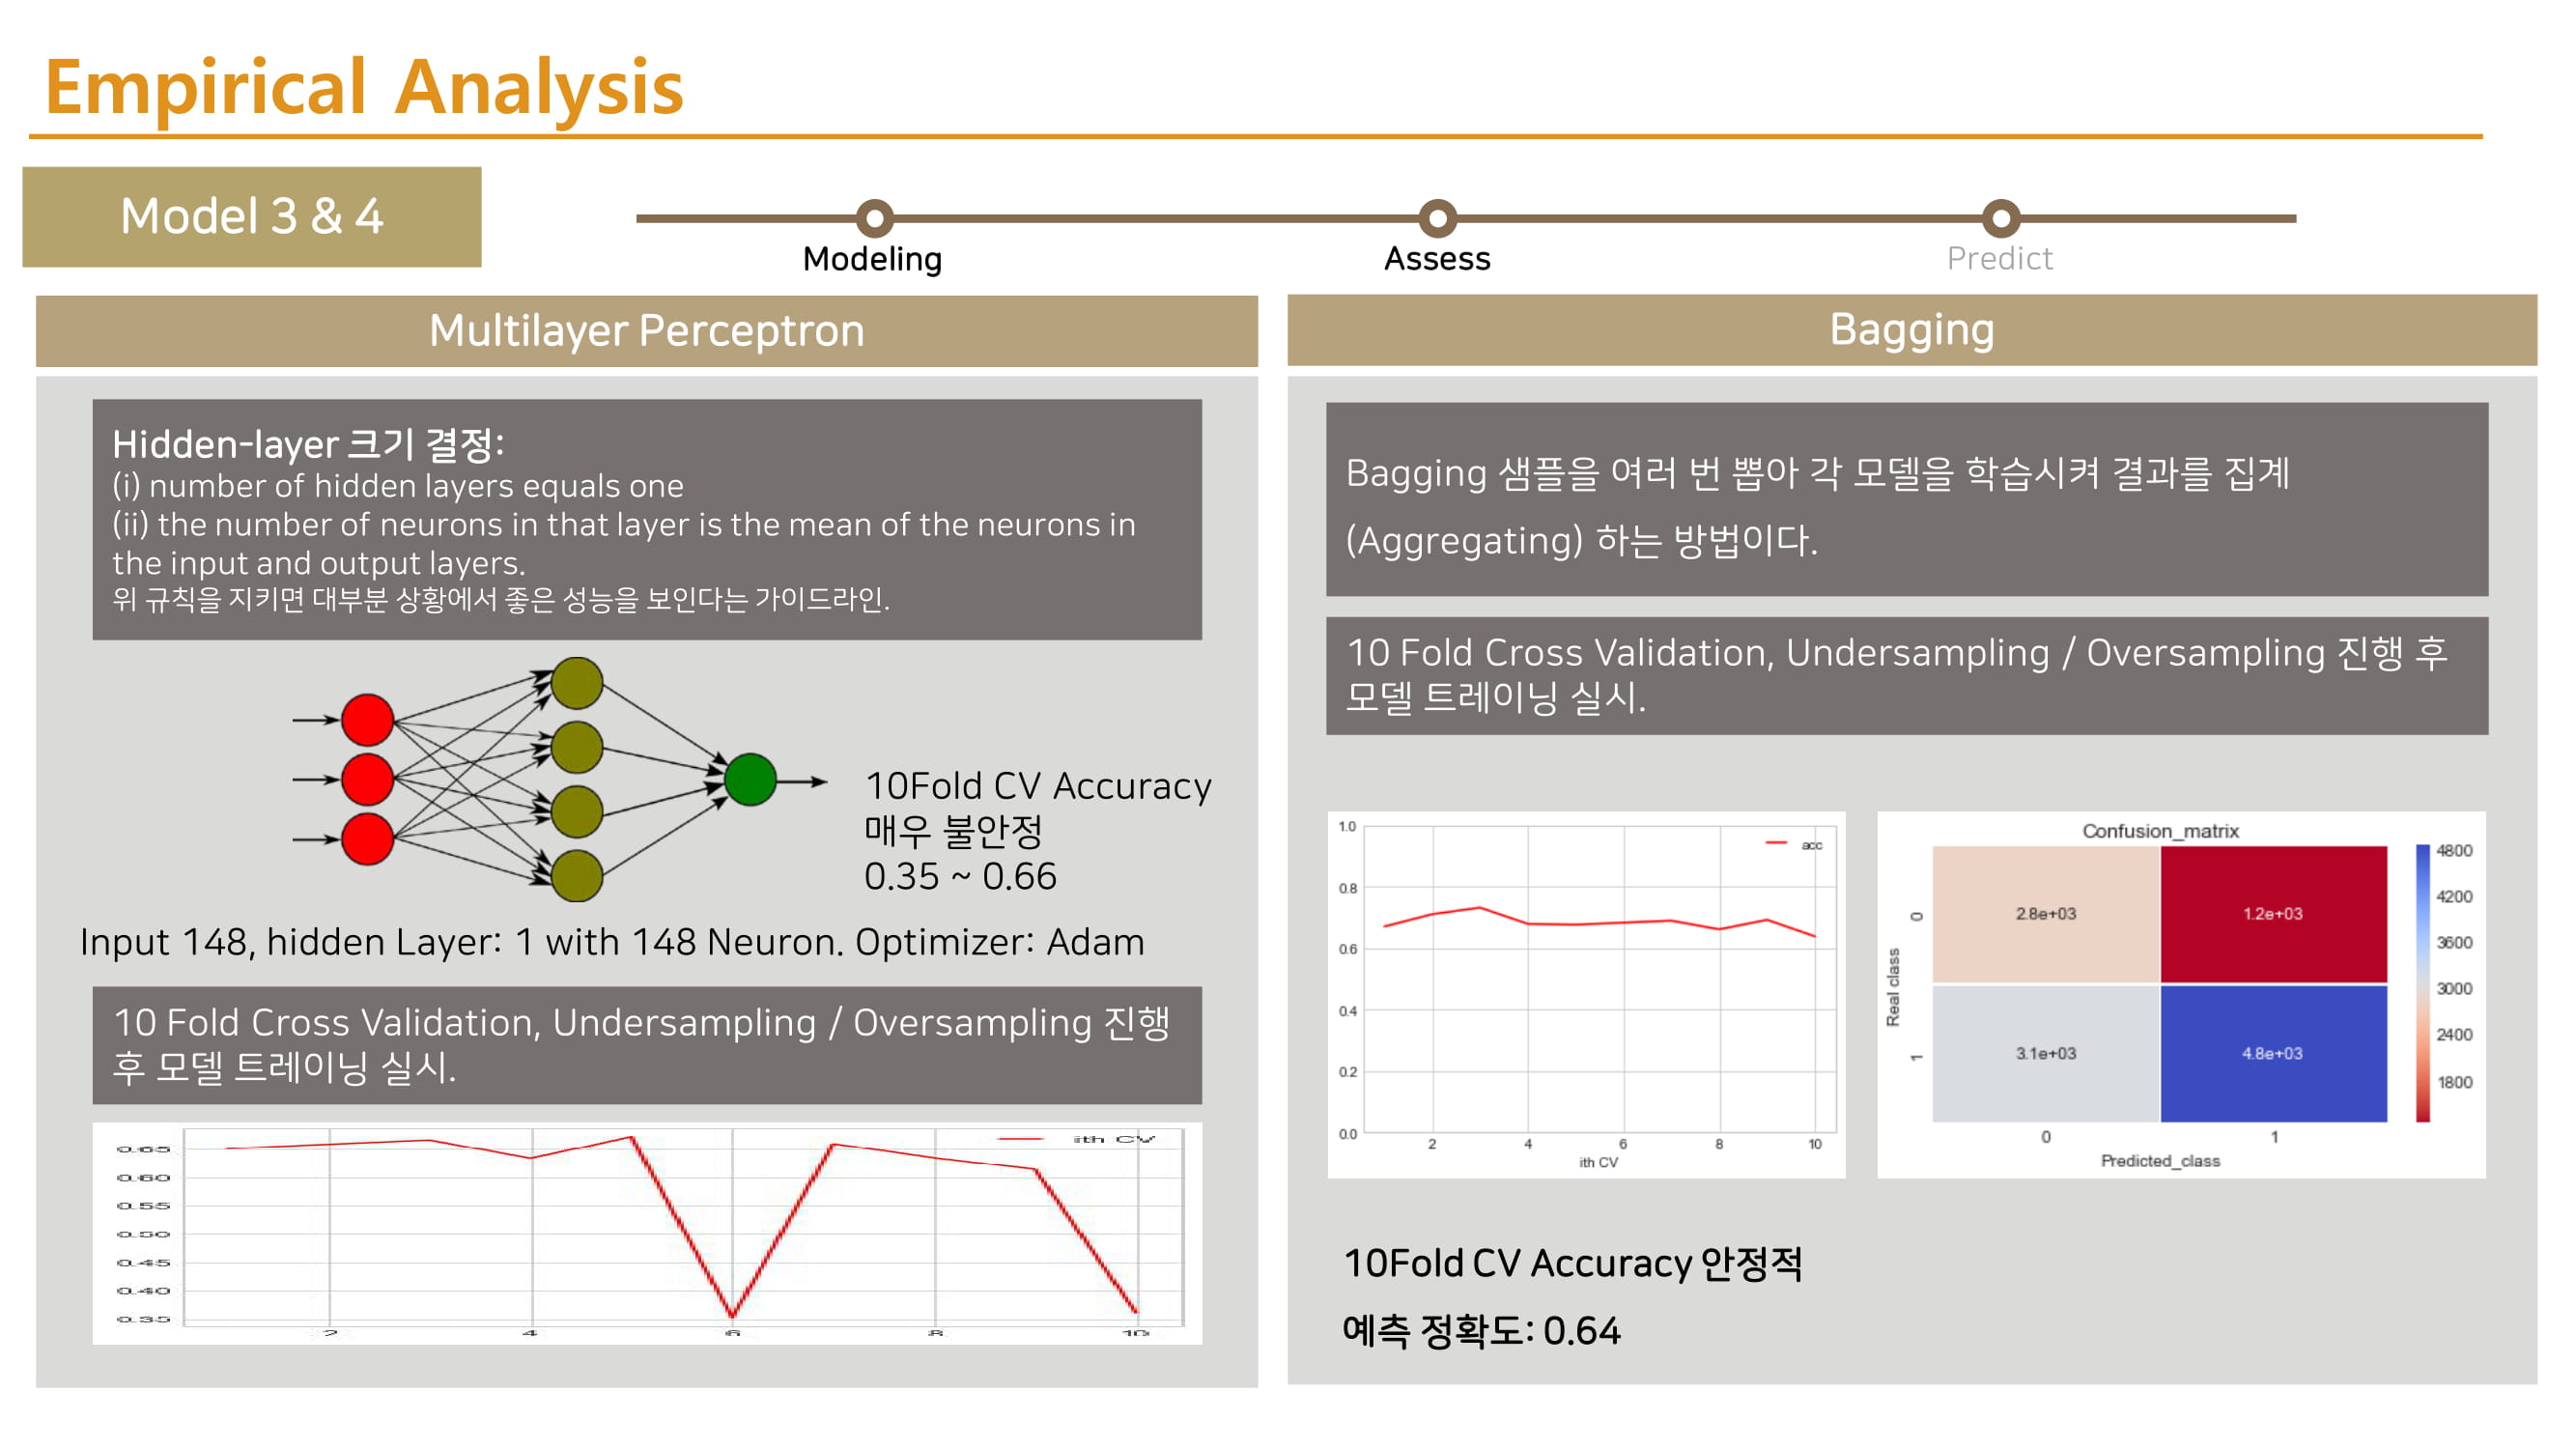 Empirical Analysis
Model 3 & 4
Modeling
Assess
Predict
Multilayer Perceptron
Hidden-layer 크기 결정:
(i) number of hidden layers equals one
(ii) the number of neurons in that layer is the mean of the neurons in
the input and output layers.
위 규칙을 지키면 대부분 상황에서 좋은 성능을 보인다는 가이드라인.
10Fold CV Accuracy
매우 불안정
0.35 ~ 0.66
Input 148, hidden Layer: 1 with 148 Neuron. Optimizer: Adam
10 Fold Cross Validation, Undersampling / Oversampling 진행
후 모델 트레이닝 실시.
ith CV
0.65
0.60
0.55
0.50
0.45
0.40
0.35
2 4 6 8 10
Bagging
Bagging 샘플을 여러 번 뽑아 각 모델을 학습시켜 결과를 집계
(Aggregating) 하는 방법이다.
10 Fold Cross Validation, Undersampling / Oversampling 진행 후
모델 트레이닝 실시.
acc
1.0
0.8
0.6
0.4
0.2
0.0
2 4 6 8 10
ith CV
Confusion_matrix
Real class
0
1
2.8e+03 1.2e+03
3.1e+03 4.8e+03
0 1
Predicted_class
4800
4200
3600
3000
2400
1800
10Fold CV Accuracy 안정적
예측 정확도: 0.64